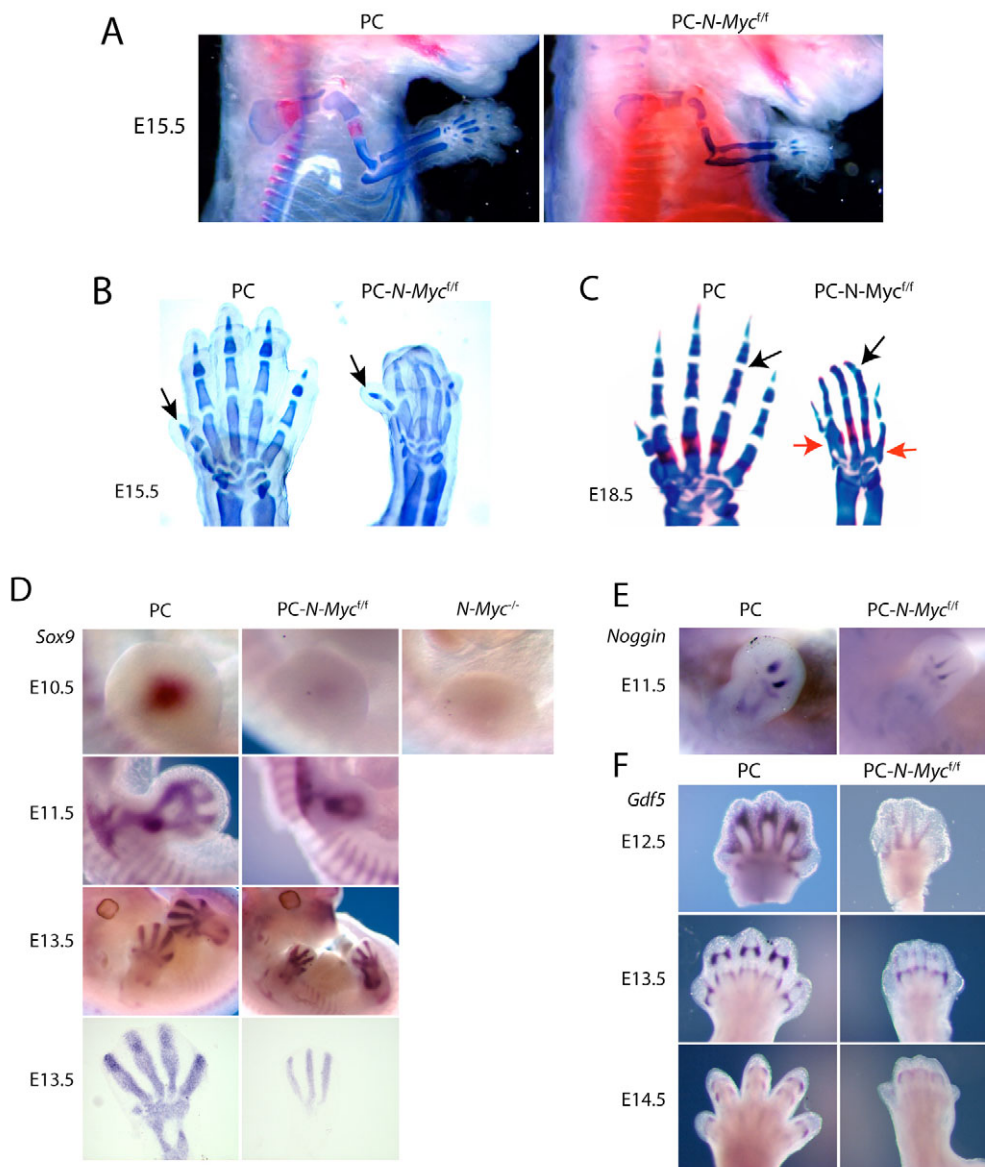 A
PC
PC-N-Myc^f/f
E15.5
B
PC
PC-N-Myc^f/f
E15.5
C
PC
PC-N-Myc^f/f
E18.5
D
PC
PC-N-Myc^f/f
N-Myc^-/-
Sox9
E10.5
E11.5
E13.5
E13.5
E
PC
PC-N-Myc^f/f
Noggin
E11.5
F
PC
PC-N-Myc^f/f
Gdf5
E12.5
E13.5
E14.5